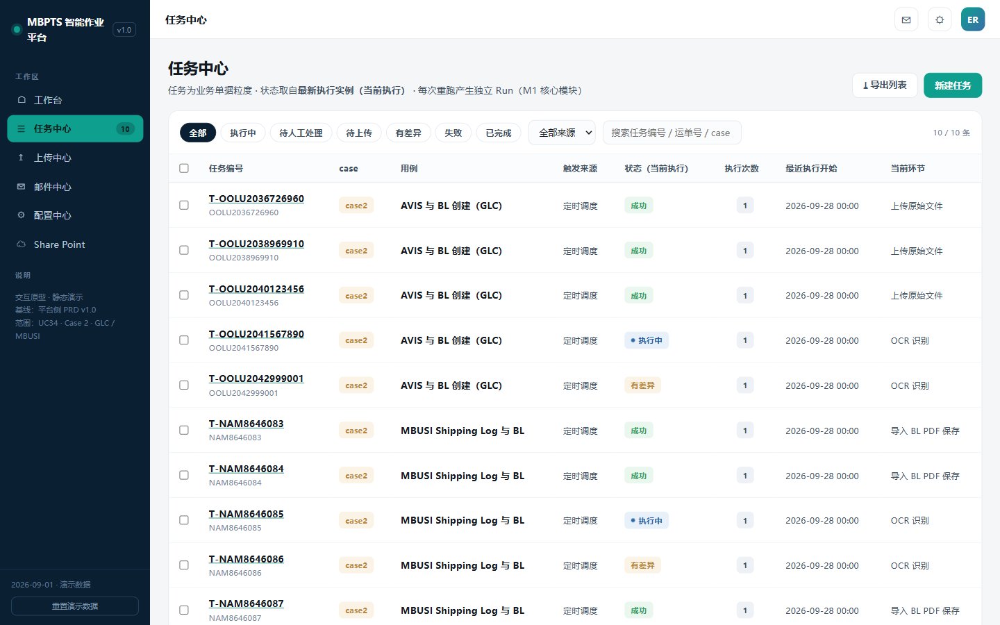 MBPTS 智能作业平台
v1.0
工作区
工作台
任务中心
10
上传中心
邮件中心
配置中心
Share Point
说明
交互原型 · 静态演示
基线：平台侧 PRD v1.0
范围：UC34 · Case 2 · GLC /
MBUSI
2026-09-01 · 演示数据
重置演示数据
任务中心
ER
任务中心
任务为业务单据粒度 · 状态取自最新执行实例（当前执行） · 每次重跑产生独立 Run（M1 核心模块）
导出列表
新建任务
全部 执行中 待人工处理 待上传 有差异 失败 已完成 全部来源 搜索任务编号 / 运单号 / case 10 / 10 条
任务编号 case 用例 触发来源 状态（当前执行） 执行次数 最近执行开始 当前环节
T-OOLU2036726960
OOLU2036726960
case2 AVIS 与 BL 创建（GLC） 定时调度 成功 1 2026-09-28 00:00 上传原始文件
T-OOLU2038969910
OOLU2038969910
case2 AVIS 与 BL 创建（GLC） 定时调度 成功 1 2026-09-28 00:00 上传原始文件
T-OOLU2040123456
OOLU2040123456
case2 AVIS 与 BL 创建（GLC） 定时调度 成功 1 2026-09-28 00:00 上传原始文件
T-OOLU2041567890
OOLU2041567890
case2 AVIS 与 BL 创建（GLC） 定时调度 执行中 1 2026-09-28 00:00 OCR 识别
T-OOLU2042999001
OOLU2042999001
case2 AVIS 与 BL 创建（GLC） 定时调度 有差异 1 2026-09-28 00:00 OCR 识别
T-NAM8646083
NAM8646083
case2 MBUSI Shipping Log 与 BL 定时调度 成功 1 2026-09-28 00:00 导入 BL PDF 保存
T-NAM8646084
NAM8646084
case2 MBUSI Shipping Log 与 BL 定时调度 成功 1 2026-09-28 00:00 导入 BL PDF 保存
T-NAM8646085
NAM8646085
case2 MBUSI Shipping Log 与 BL 定时调度 执行中 1 2026-09-28 00:00 OCR 识别
T-NAM8646086
NAM8646086
case2 MBUSI Shipping Log 与 BL 定时调度 有差异 1 2026-09-28 00:00 OCR 识别
T-NAM8646087
NAM8646087
case2 MBUSI Shipping Log 与 BL 定时调度 成功 1 2026-09-28 00:00 导入 BL PDF 保存